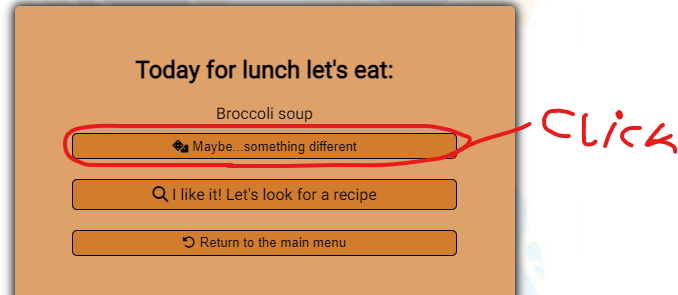 Today for lunch let's eat:
Broccoli soup
Maybe...something different
Click
I like it! Let's look for a recipe
Return to the main menu